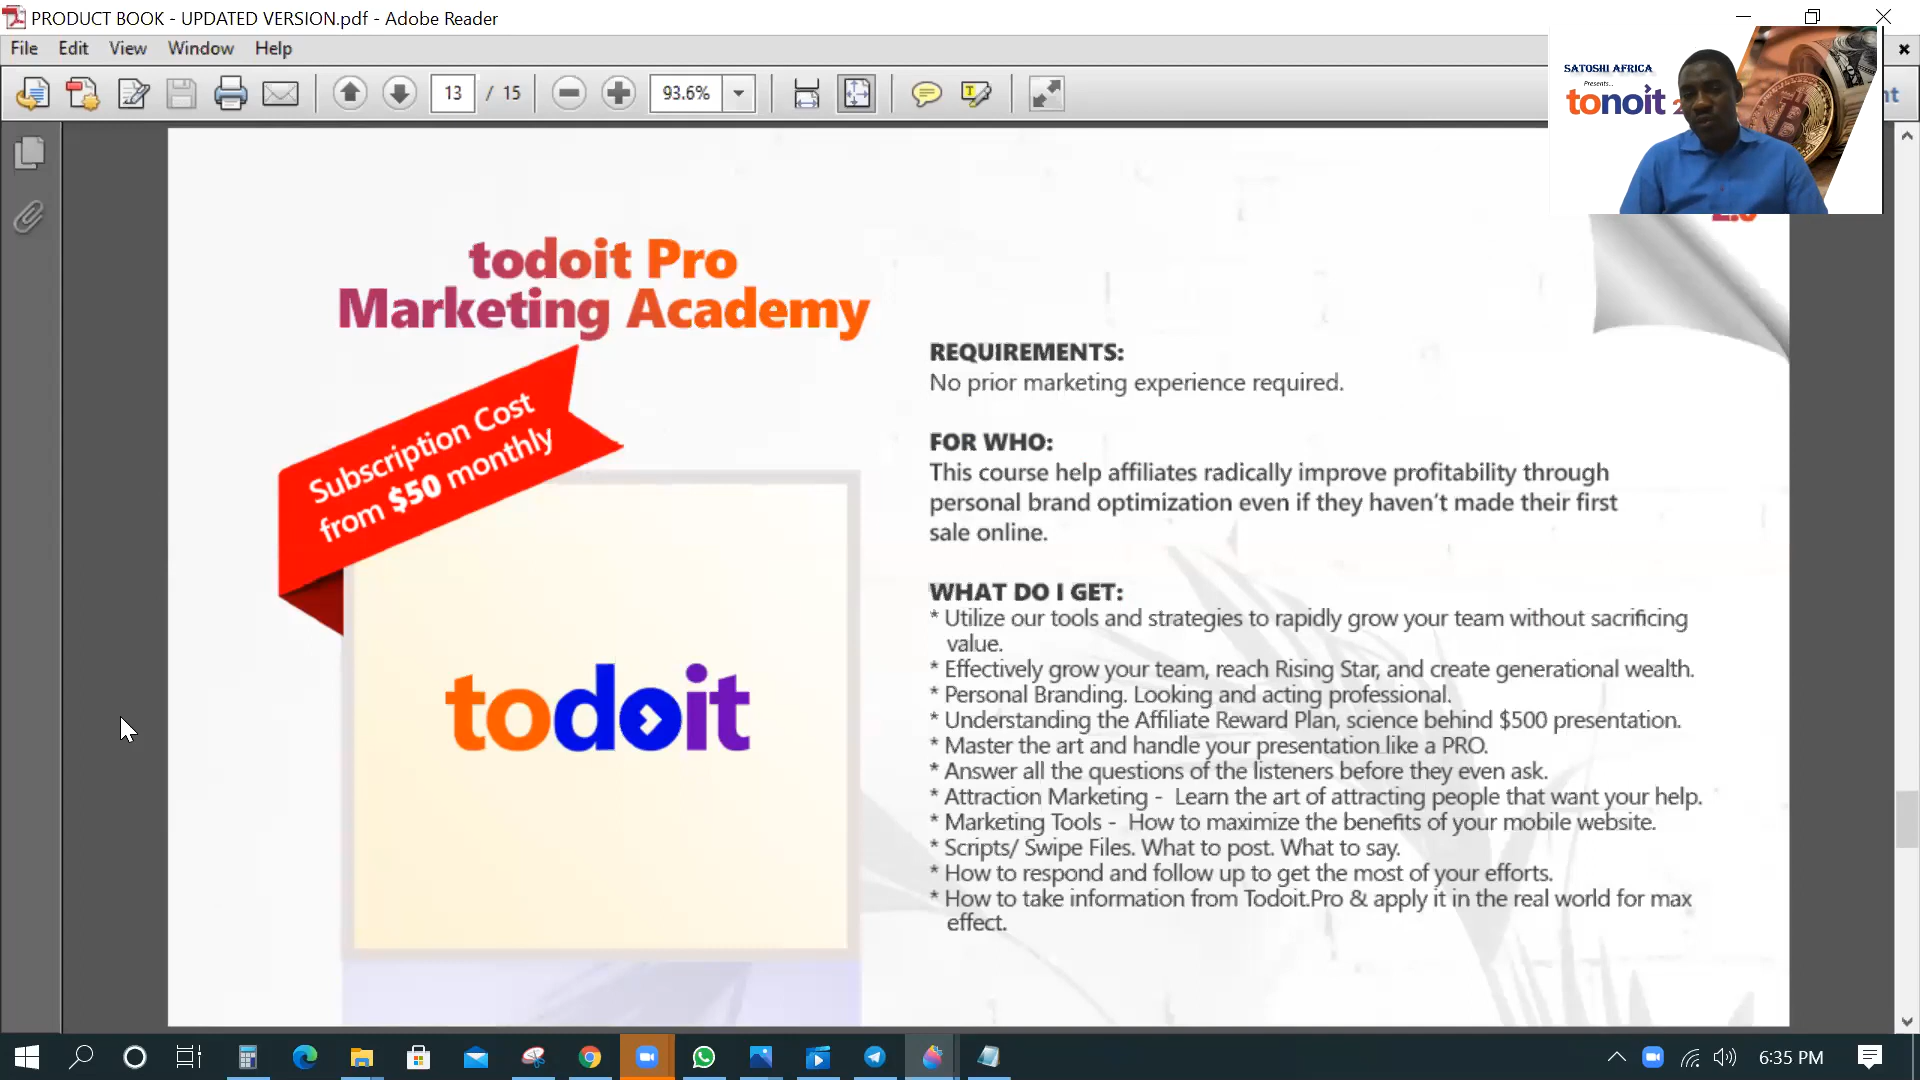 PRODUCT BOOK - UPDATED VERSION.pdf - Adobe Reader
File Edit View Window Help
13 / 15
93.6%
nt
SATOSHI AFRICA
Presents...
tonoit 2
2.0
todoit Pro
Marketing Academy
Subscription Cost
from $50 monthly
todoit
REQUIREMENTS:
No prior marketing experience required.
FOR WHO:
This course help affiliates radically improve profitability through
personal brand optimization even if they haven't made their first
sale online.
WHAT DO I GET:
* Utilize our tools and strategies to rapidly grow your team without sacrificing
value.
* Effectively grow your team, reach Rising Star, and create generational wealth.
* Personal Branding. Looking and acting professional.
* Understanding the Affiliate Reward Plan, science behind $500 presentation.
* Master the art and handle your presentation like a PRO.
* Answer all the questions of the listeners before they even ask.
* Attraction Marketing - Learn the art of attracting people that want your help.
* Marketing Tools - How to maximize the benefits of your mobile website.
* Scripts/ Swipe Files. What to post. What to say.
* How to respond and follow up to get the most of your efforts.
* How to take information from Todoit.Pro & apply it in the real world for max
effect.
6:35 PM